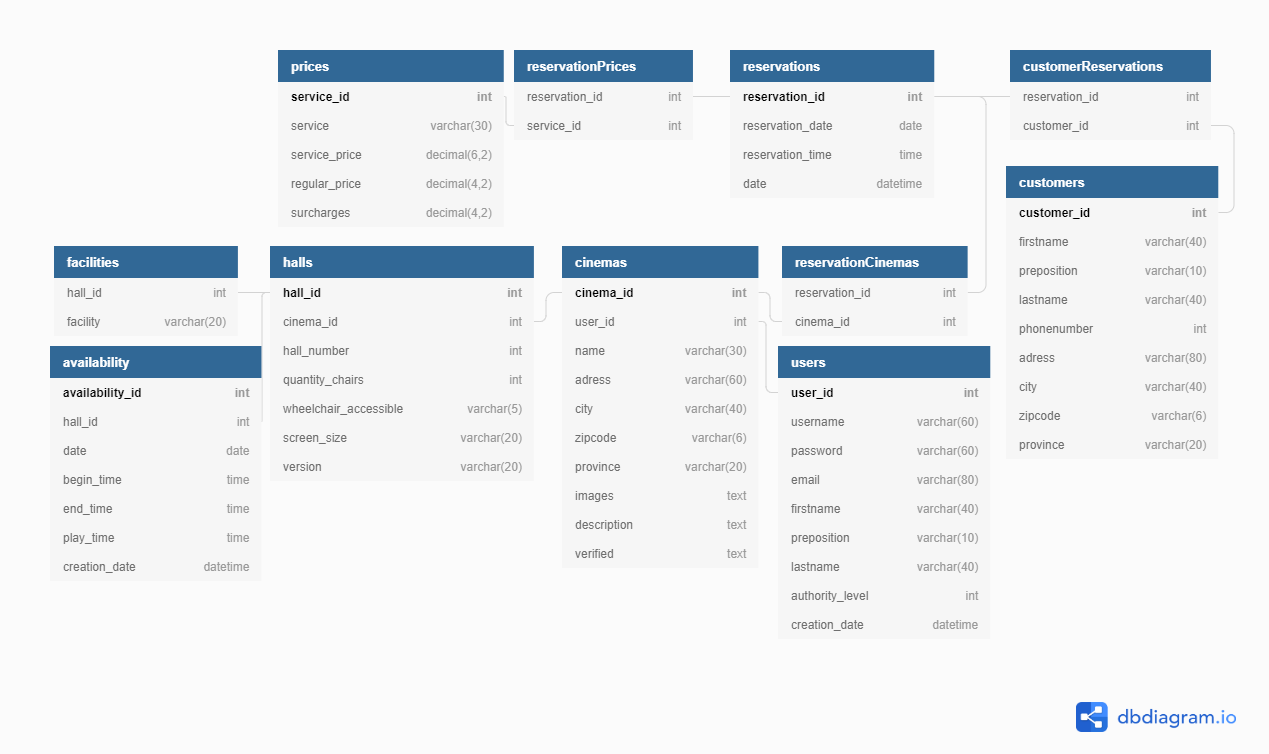 prices
service_id int
service varchar(30)
service_price decimal(6,2)
regular_price decimal(4,2)
surcharges decimal(4,2)
reservationPrices
reservation_id int
service_id int
reservations
reservation_id int
reservation_date date
reservation_time time
date datetime
customerReservations
reservation_id int
customer_id int
customers
customer_id int
firstname varchar(40)
preposition varchar(10)
lastname varchar(40)
phonenumber int
adress varchar(80)
city varchar(40)
zipcode varchar(6)
province varchar(20)
facilities
hall_id int
facility varchar(20)
availability
availability_id int
hall_id int
date date
begin_time time
end_time time
play_time time
creation_date datetime
halls
hall_id int
cinema_id int
hall_number int
quantity_chairs int
wheelchair_accessible varchar(5)
screen_size varchar(20)
version varchar(20)
cinemas
cinema_id int
user_id int
name varchar(30)
adress varchar(60)
city varchar(40)
zipcode varchar(6)
province varchar(20)
images text
description text
verified text
reservationCinemas
reservation_id int
cinema_id int
users
user_id int
username varchar(60)
password varchar(60)
email varchar(80)
firstname varchar(40)
preposition varchar(10)
lastname varchar(40)
authority_level int
creation_date datetime
dbdiagram.io